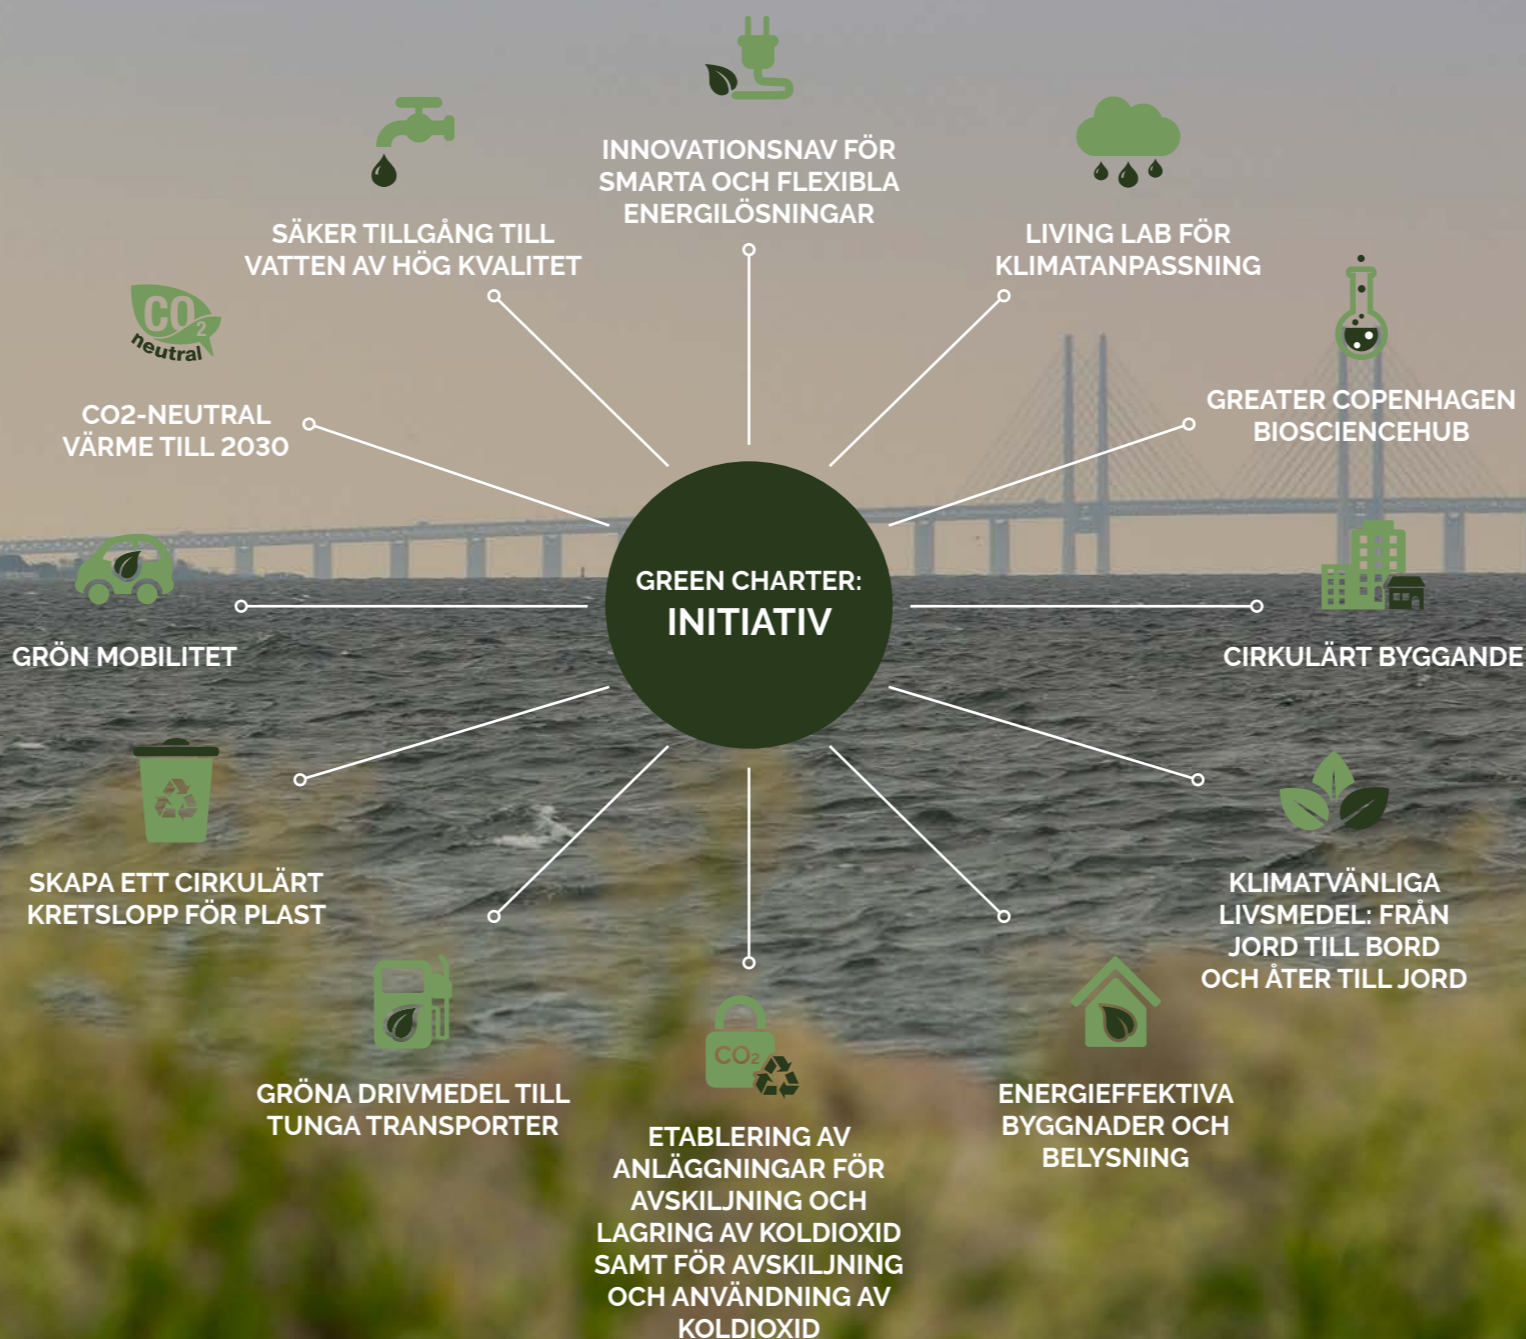 INNOVATIONSNAV FÖR
SMARTA OCH FLEXIBLA
ENERGILÖSNINGAR
SÄKER TILLGÅNG TILL
VATTEN AV HÖG KVALITET
LIVING LAB FÖR
KLIMATANPASSNING
CO2
neutral
CO2-NEUTRAL
VÄRME TILL 2030
GREATER COPENHAGEN
BIOSCIENCEHUB
GREEN CHARTER:
INITIATIV
GRÖN MOBILITET
CIRKULÄRT BYGGANDE
SKAPA ETT CIRKULÄRT
KRETSLOPP FÖR PLAST
KLIMATVÄNLIGA
LIVSMEDEL: FRÅN
JORD TILL BORD
OCH ÅTER TILL JORD
GRÖNA DRIVMEDEL TILL
TUNGA TRANSPORTER
CO2
ETABLERING AV
ANLÄGGNINGAR FÖR
AVSKILJNING OCH
LAGRING AV KOLDIOXID
SAMT FÖR AVSKILJNING
OCH ANVÄNDNING AV
KOLDIOXID
ENERGIEFFEKTIVA
BYGGNADER OCH
BELYSNING